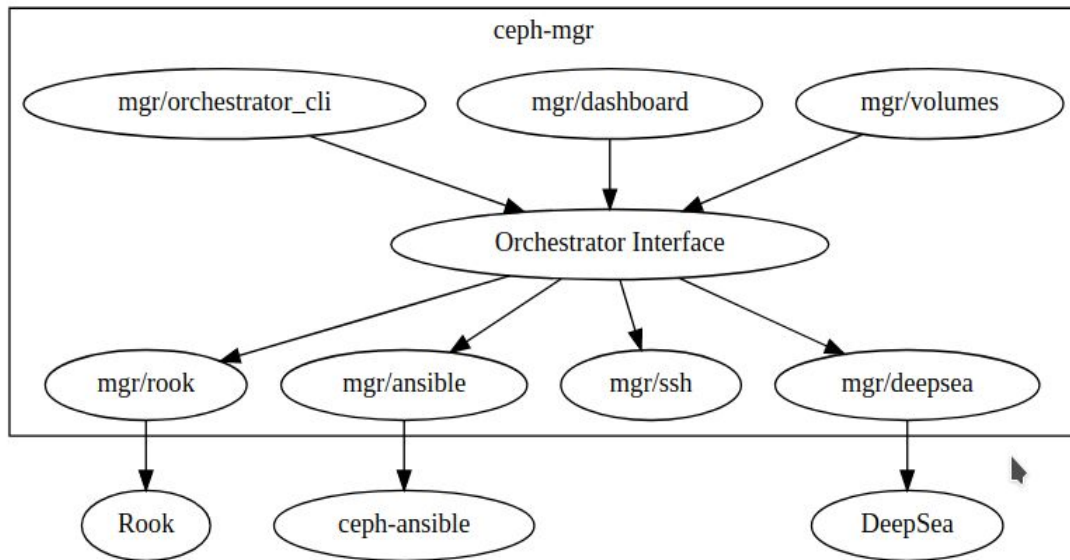 ceph-mgr
mgr/orchestrator_cli
mgr/dashboard
mgr/volumes
Orchestrator Interface
mgr/rook
mgr/ansible
mgr/ssh
mgr/deepsea
Rook
ceph-ansible
DeepSea